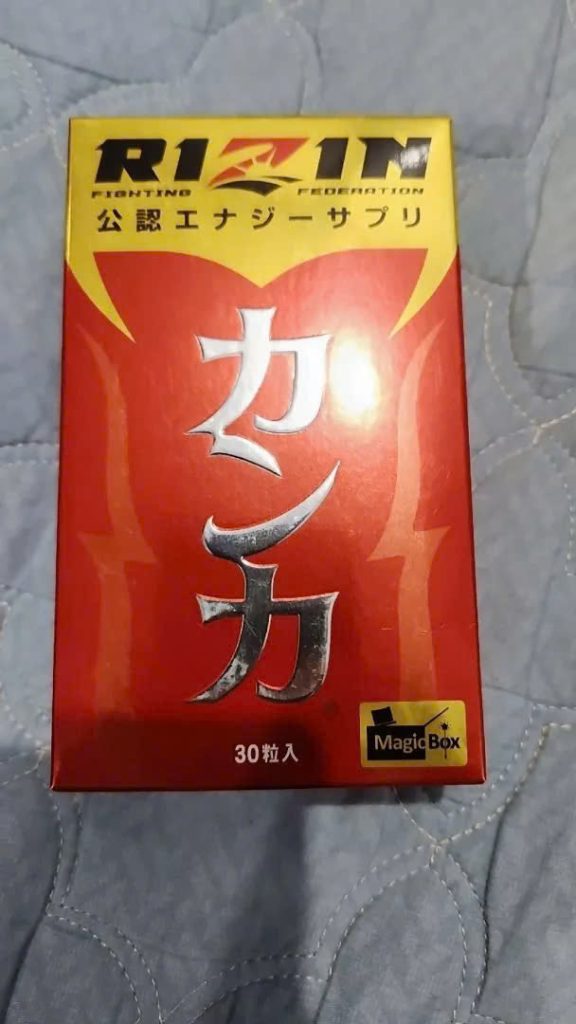 RIZIN
FIGHTING FEDERATION
公認エナジーサプリ
カンカ
30粒入
MagicBox